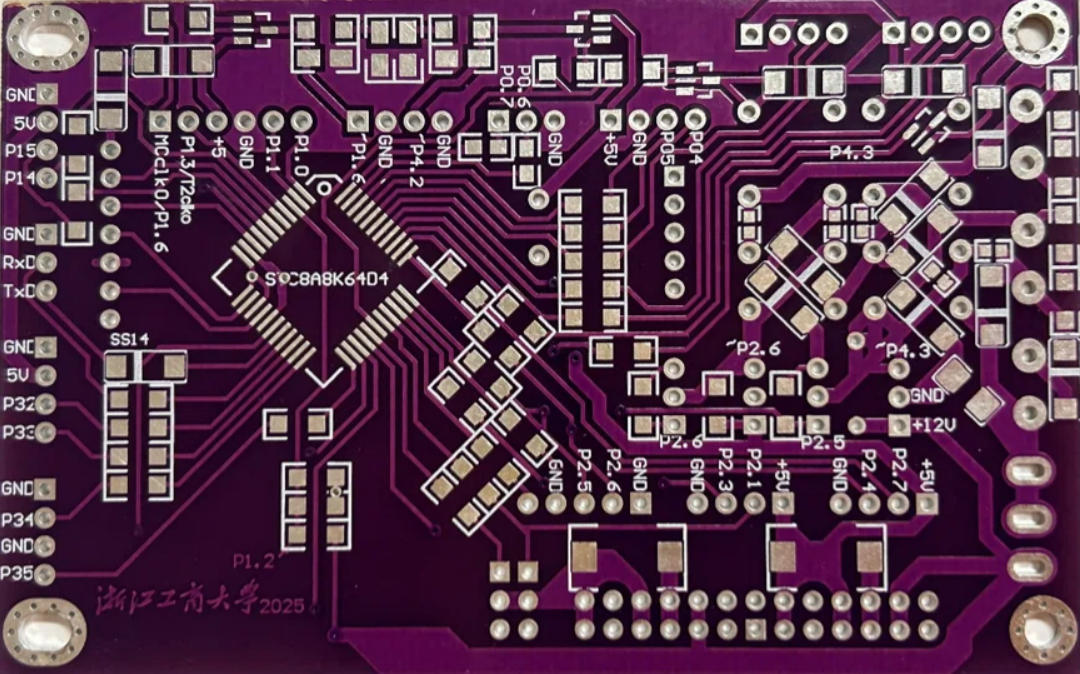 GND
5V
P15
P14
GND
RxD
TxD
GND
5V
P32
P33
GND
P34
GND
P35
MCclkO/P1.6
P1.3/T2clko
+5
GND
P1.1
P1.0
~P1.6
GND
~P4.2
GND
P0.7
P0.6
GND
+5V
GND
P05
P04
P4.3
STC8A8K64D4
SS14
~P2.6
~P4.3
GND
+12V
P2.6
P2.5
GND
P2.5
P2.6
GND
GND
P2.3
P2.1
+5V
GND
P2.4
P2.7
+5V
P1.2
浙江工商大学2025